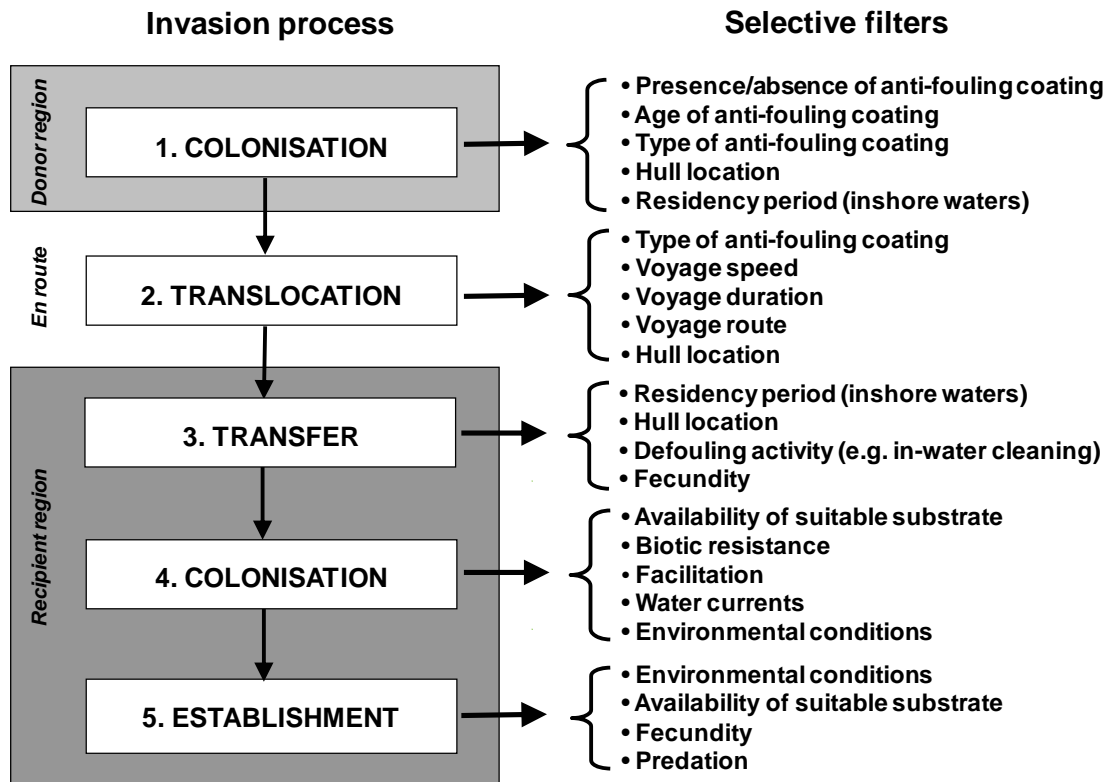 Invasion process
Selective filters
Donor region
1. COLONISATION
• Presence/absence of anti-fouling coating
• Age of anti-fouling coating
• Type of anti-fouling coating
• Hull location
• Residency period (inshore waters)
En route
2. TRANSLOCATION
• Type of anti-fouling coating
• Voyage speed
• Voyage duration
• Voyage route
• Hull location
Recipient region
3. TRANSFER
• Residency period (inshore waters)
• Hull location
• Defouling activity (e.g. in-water cleaning)
• Fecundity
4. COLONISATION
• Availability of suitable substrate
• Biotic resistance
• Facilitation
• Water currents
• Environmental conditions
5. ESTABLISHMENT
• Environmental conditions
• Availability of suitable substrate
• Fecundity
• Predation